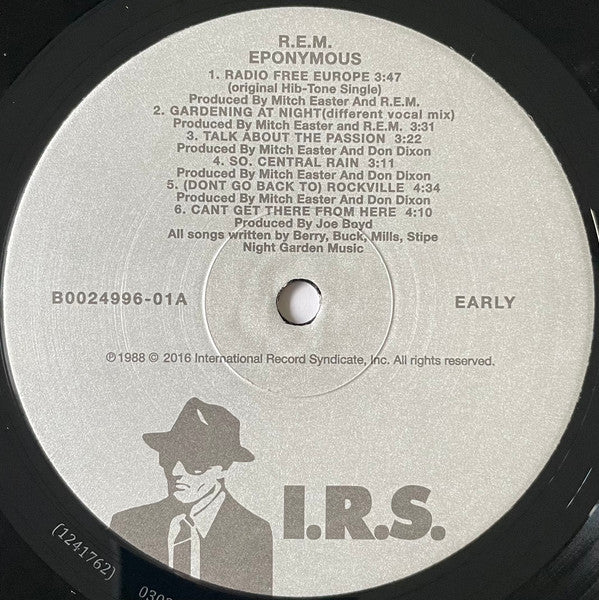 R.E.M.
EPONYMOUS
1. RADIO FREE EUROPE 3:47
(original Hib-Tone Single)
Produced By Mitch Easter And R.E.M.
2. GARDENING AT NIGHT(different vocal mix)
Produced By Mitch Easter and R.E.M. 3:31
3. TALK ABOUT THE PASSION 3:22
Produced By Mitch Easter And Don Dixon
4. SO. CENTRAL RAIN 3:11
Produced By Mitch Easter And Don Dixon
5. (DONT GO BACK TO) ROCKVILLE 4:34
Produced By Mitch Easter And Don Dixon
6. CANT GET THERE FROM HERE 4:10
Produced By Joe Boyd
All songs written by Berry, Buck, Mills, Stipe
Night Garden Music
B0024996-01A
EARLY
℗ 1988 © 2016 International Record Syndicate, Inc. All rights reserved.
I.R.S.
(1241762)